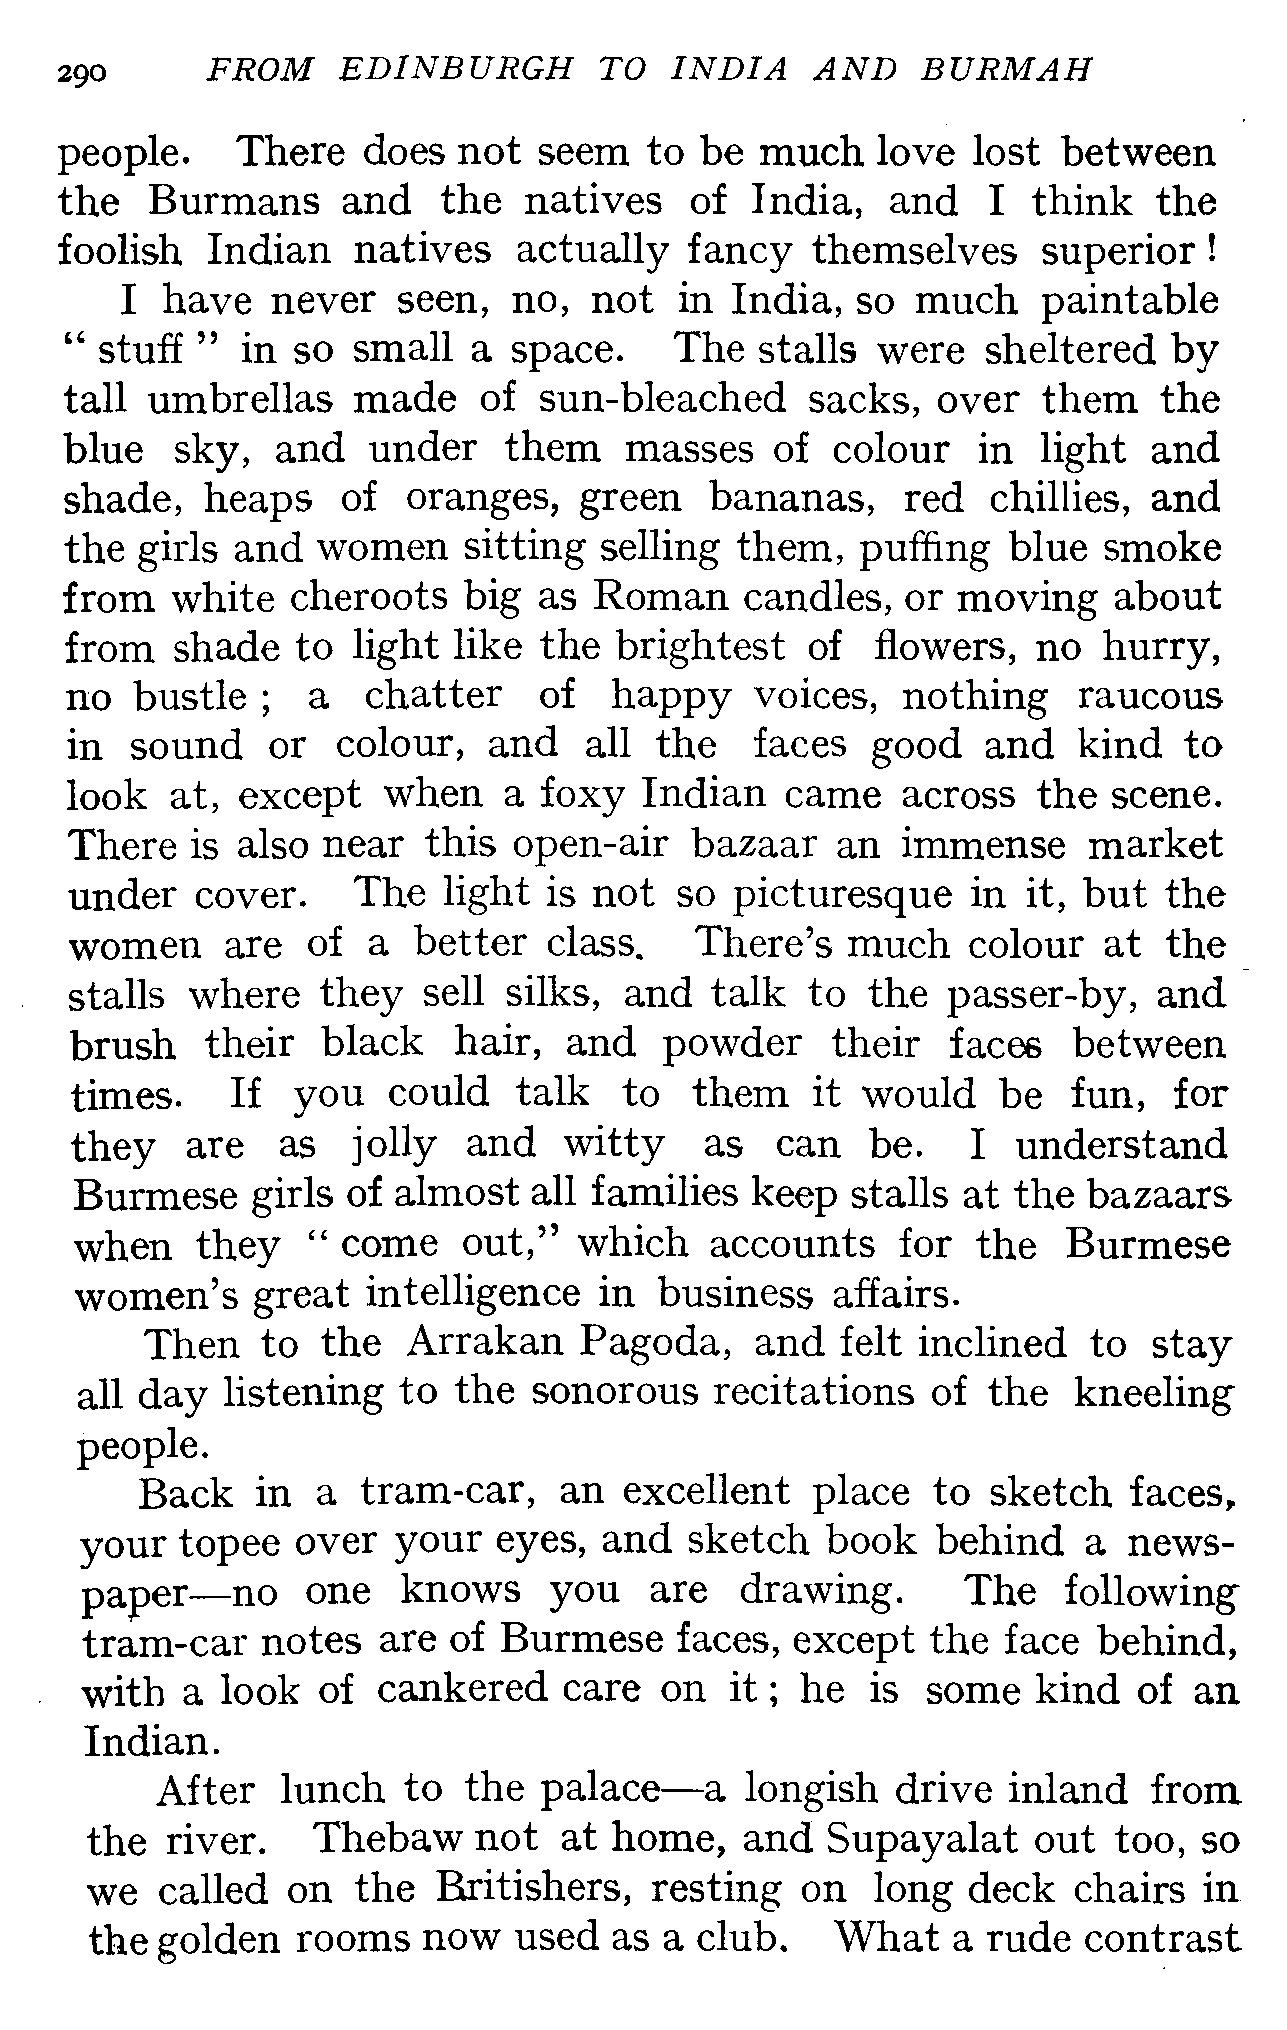 290 FROM EDINBURGH TO INDIA AND BURMAH
people. There does not seem to be much love lost between
the Burmans and the natives of India, and I think the
foolish Indian natives actually fancy themselves superior !
I have never seen, no, not in India, so much paintable
“ stuff ” in so small a space. The stalls were sheltered by
tall umbrellas made of sun-bleached sacks, over them the
blue sky, and under them masses of colour in light and
shade, heaps of oranges, green bananas, red chillies, and
the girls and women sitting selling them, puffing blue smoke
from white cheroots big as Roman candles, or moving about
from shade to light like the brightest of flowers, no hurry,
no bustle ; a chatter of happy voices, nothing raucous
in sound or colour, and all the faces good and kind to
look at, except when a foxy Indian came across the scene.
There is also near this open-air bazaar an immense market
under cover. The light is not so picturesque in it, but the
women are of a better class. There’s much colour at the
stalls where they sell silks, and talk to the passer-by, and
brush their black hair, and powder their faces between
times. If you could talk to them it would be fun, for
they are as jolly and witty as can be. I understand
Burmese girls of almost all families keep stalls at the bazaars
when they “ come out,” which accounts for the Burmese
women’s great intelligence in business affairs.
Then to the Arrakan Pagoda, and felt inclined to stay
all day listening to the sonorous recitations of the kneeling
people.
Back in a tram-car, an excellent place to sketch faces,
your topee over your eyes, and sketch book behind a news-
paper—no one knows you are drawing. The following
tram-car notes are of Burmese faces, except the face behind,
with a look of cankered care on it ; he is some kind of an
Indian.
After lunch to the palace—a longish drive inland from
the river. Thebaw not at home, and Supayalat out too, so
we called on the Britishers, resting on long deck chairs in
the golden rooms now used as a club. What a rude contrast